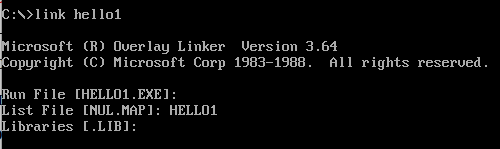 C:\>link hello1
Microsoft (R) Overlay Linker  Version 3.64
Copyright (C) Microsoft Corp 1983-1988.  All rights reserved.
Run File [HELLO1.EXE]:
List File [NUL.MAP]: HELLO1
Libraries [.LIB]: